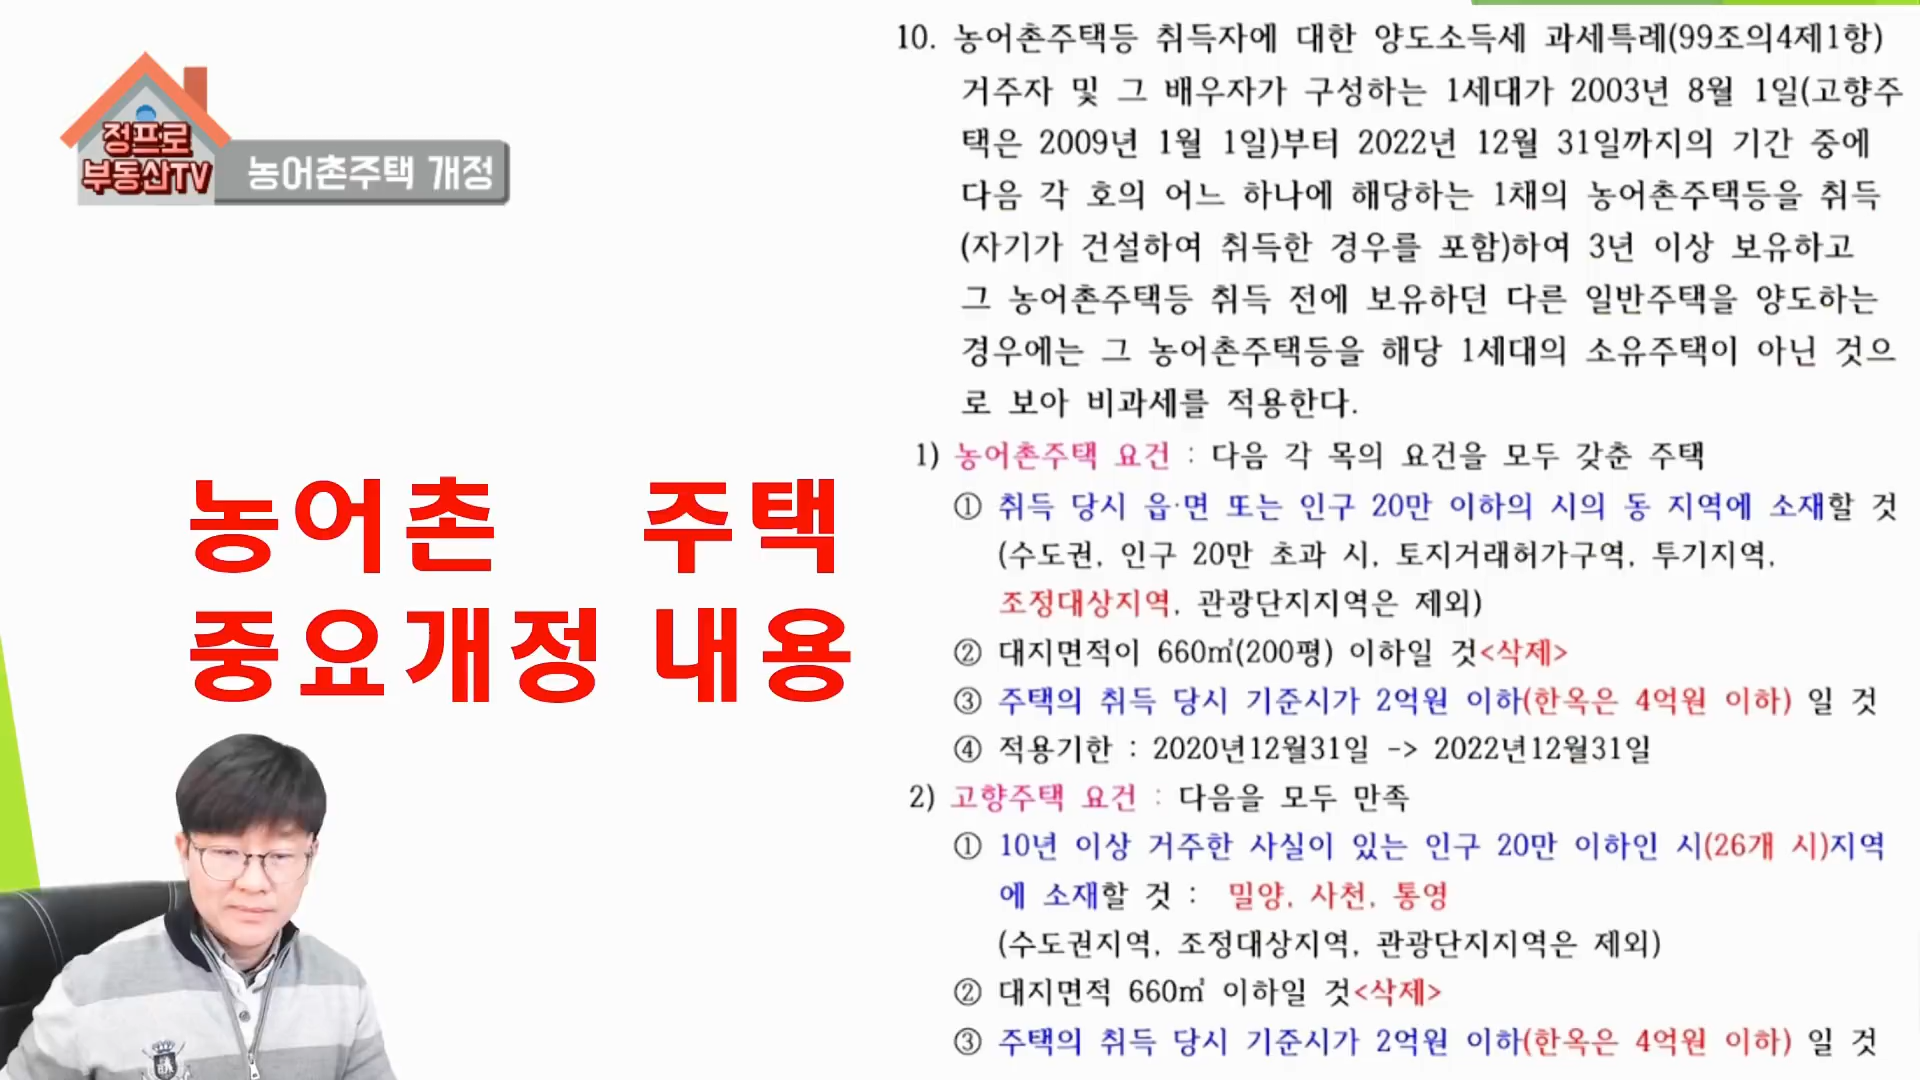 정프로
부동산TV
농어촌주택 개정
농어촌 주택
중요개정 내용
10. 농어촌주택등 취득자에 대한 양도소득세 과세특례(99조의4제1항)
거주자 및 그 배우자가 구성하는 1세대가 2003년 8월 1일(고향주
택은 2009년 1월 1일)부터 2022년 12월 31일까지의 기간 중에
다음 각 호의 어느 하나에 해당하는 1채의 농어촌주택등을 취득
(자기가 건설하여 취득한 경우를 포함)하여 3년 이상 보유하고
그 농어촌주택등 취득 전에 보유하던 다른 일반주택을 양도하는
경우에는 그 농어촌주택등을 해당 1세대의 소유주택이 아닌 것으
로 보아 비과세를 적용한다.
1) 농어촌주택 요건 : 다음 각 목의 요건을 모두 갖춘 주택
① 취득 당시 읍·면 또는 인구 20만 이하의 시의 동 지역에 소재할 것
(수도권, 인구 20만 초과 시, 토지거래허가구역, 투기지역,
조정대상지역, 관광단지지역은 제외)
② 대지면적이 660㎡(200평) 이하일 것<삭제>
③ 주택의 취득 당시 기준시가 2억원 이하(한옥은 4억원 이하) 일 것
④ 적용기한 : 2020년12월31일 -> 2022년12월31일
2) 고향주택 요건 : 다음을 모두 만족
① 10년 이상 거주한 사실이 있는 인구 20만 이하인 시(26개 시)지역
에 소재할 것 : 밀양, 사천, 통영
(수도권지역, 조정대상지역, 관광단지지역은 제외)
② 대지면적 660㎡ 이하일 것<삭제>
③ 주택의 취득 당시 기준시가 2억원 이하(한옥은 4억원 이하) 일 것